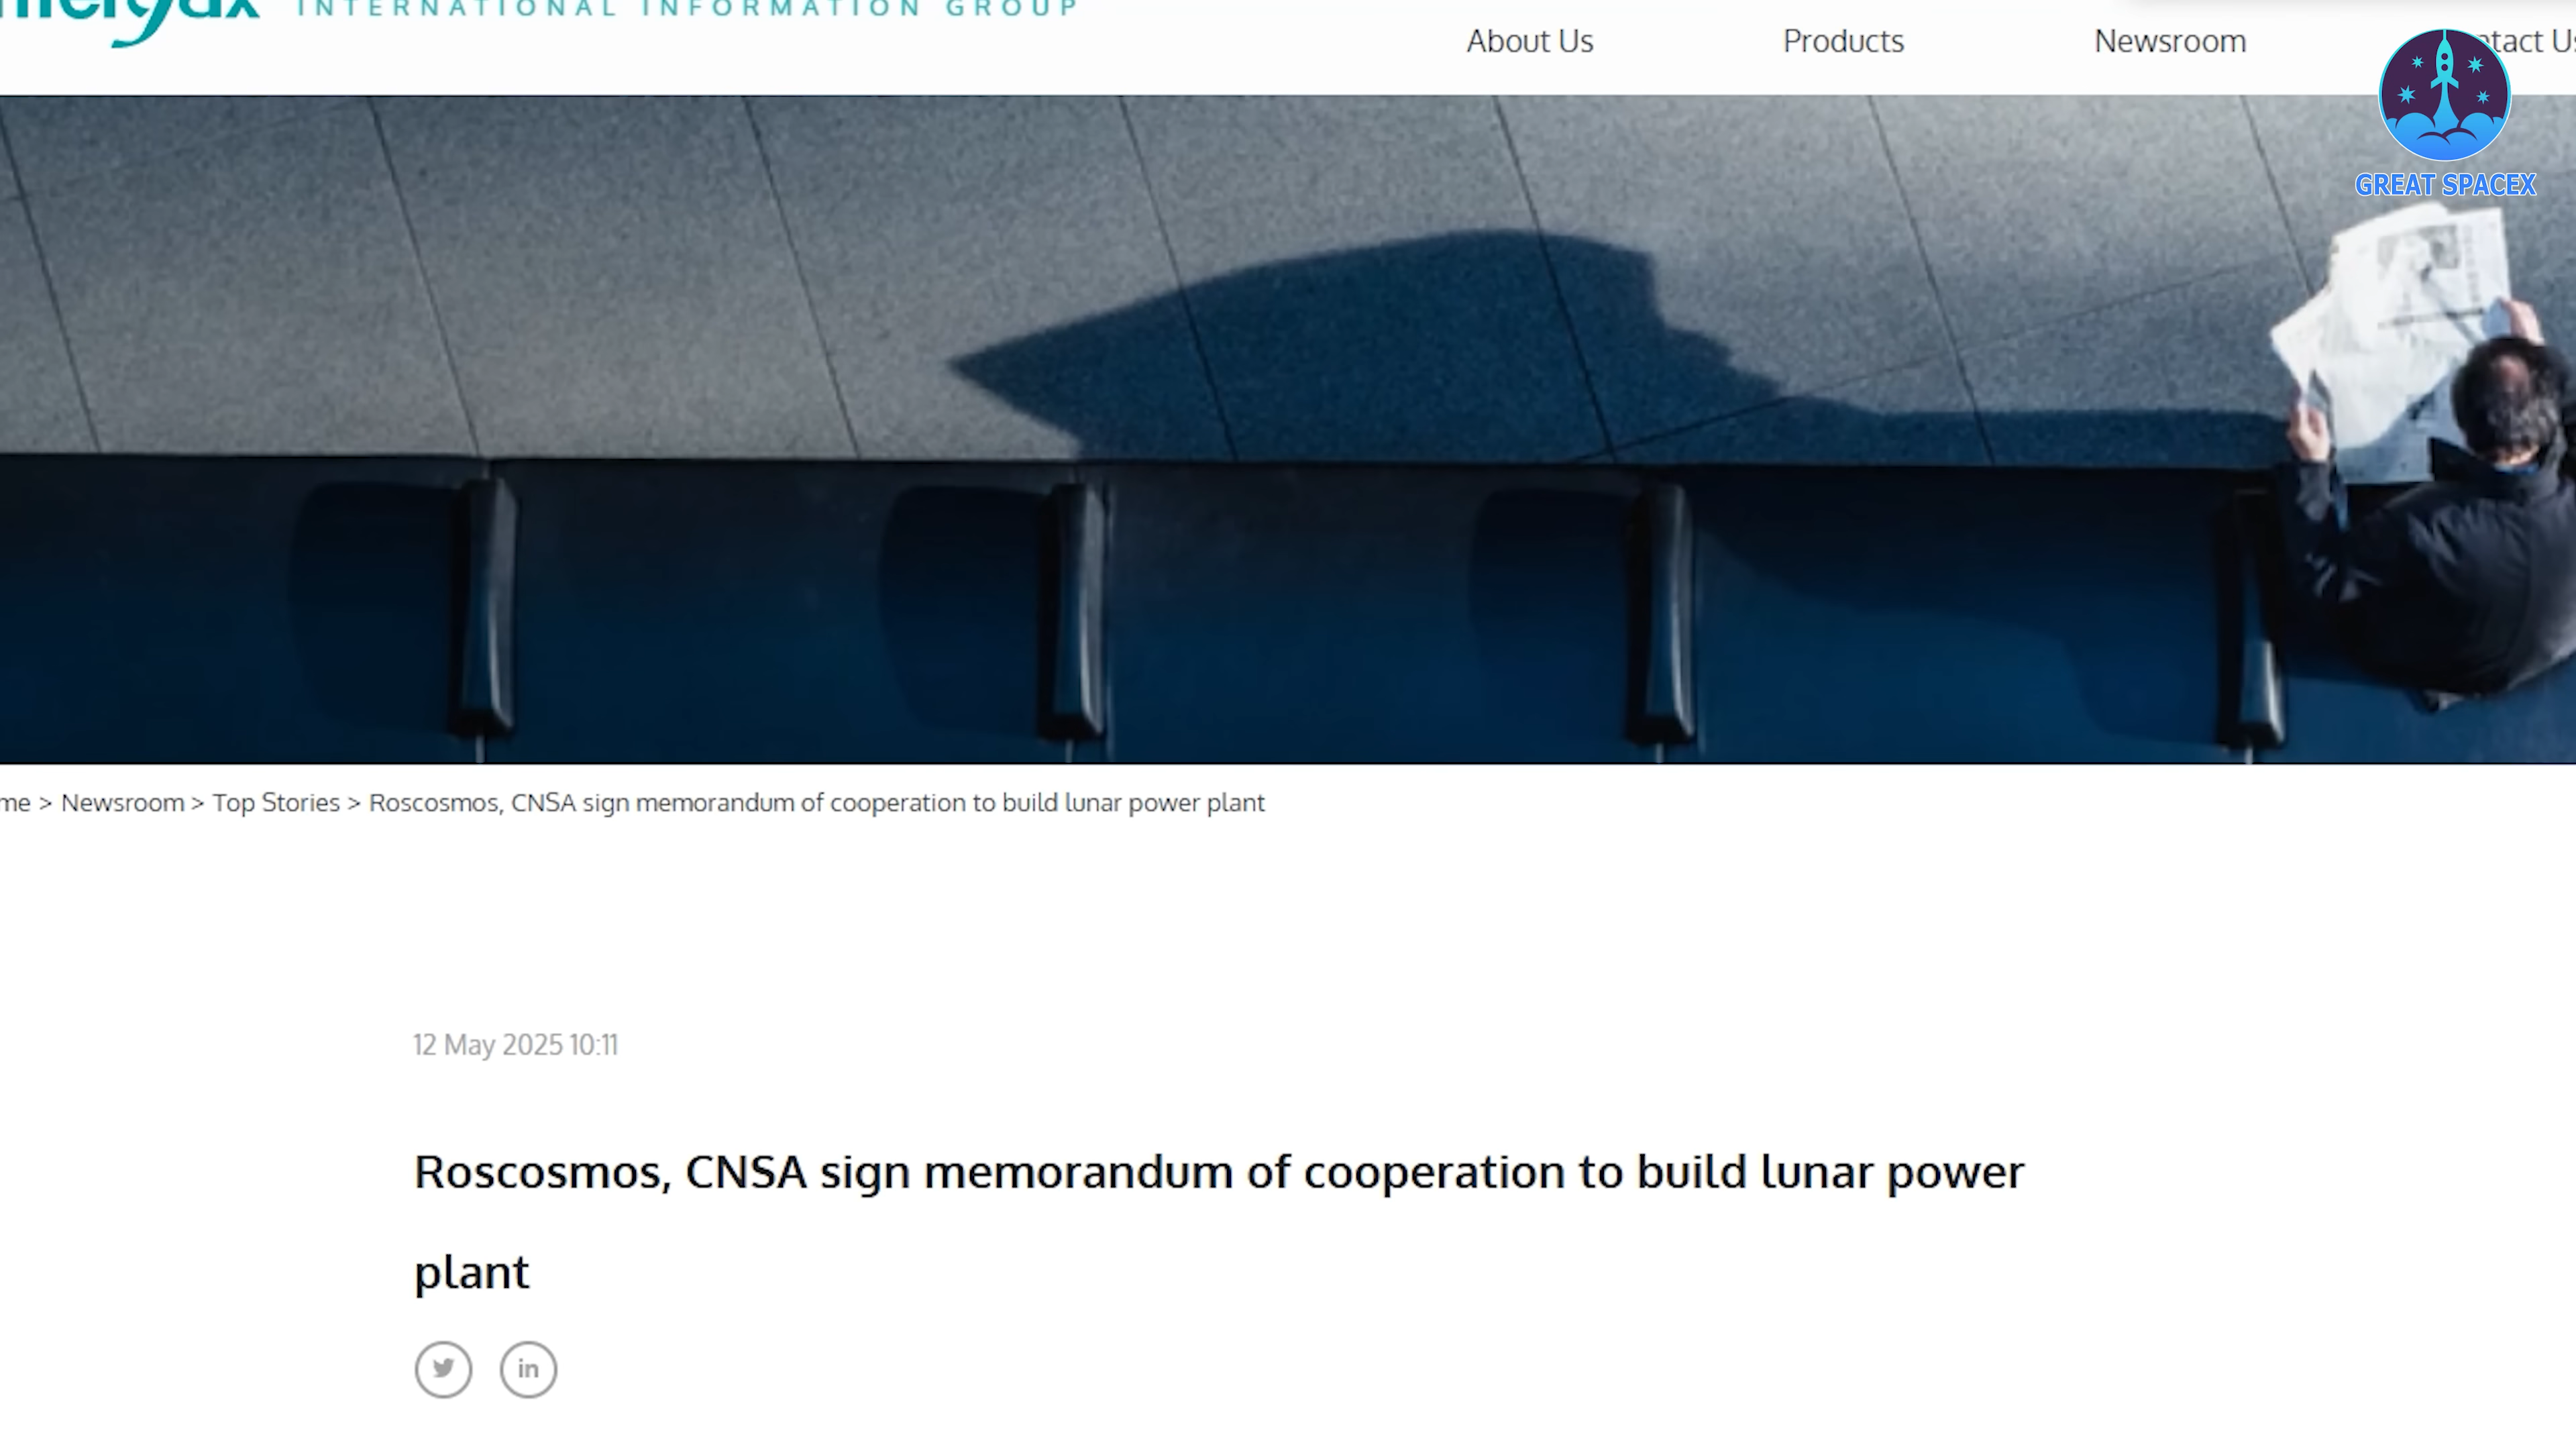 INTERNATIONAL INFORMATION GROUP
About Us
Products
Newsroom
GREAT SPACEX
> Newsroom > Top Stories > Roscosmos, CNSA sign memorandum of cooperation to build lunar power plant
12 May 2025 10:11
Roscosmos, CNSA sign memorandum of cooperation to build lunar power
plant
in